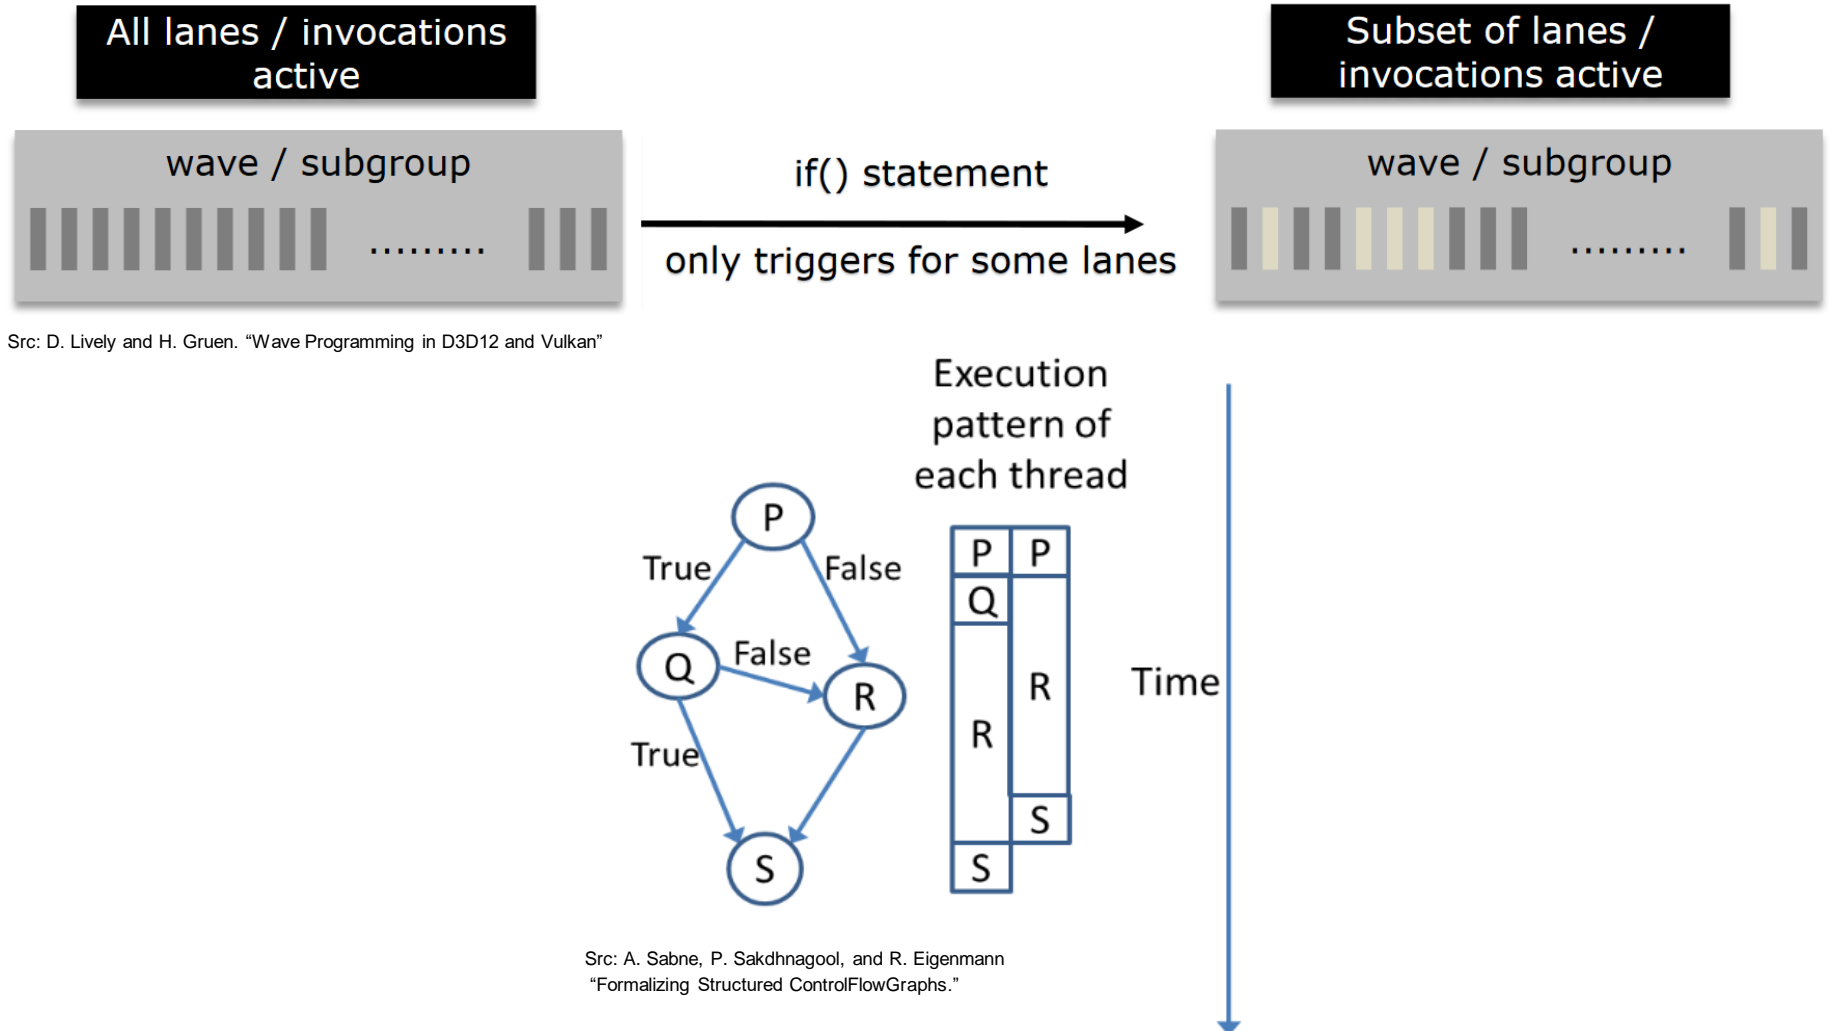 All lanes / invocations
active
Subset of lanes /
invocations active
wave / subgroup
if() statement
only triggers for some lanes
wave / subgroup
.........
.........
Src: D. Lively and H. Gruen. “Wave Programming in D3D12 and Vulkan”
Execution
pattern of
each thread
P
True
False
Q
False
R
True
S
P P
Q
R
R
S
S
Time
Src: A. Sabne, P. Sakdhnagool, and R. Eigenmann
“Formalizing Structured ControlFlowGraphs.”